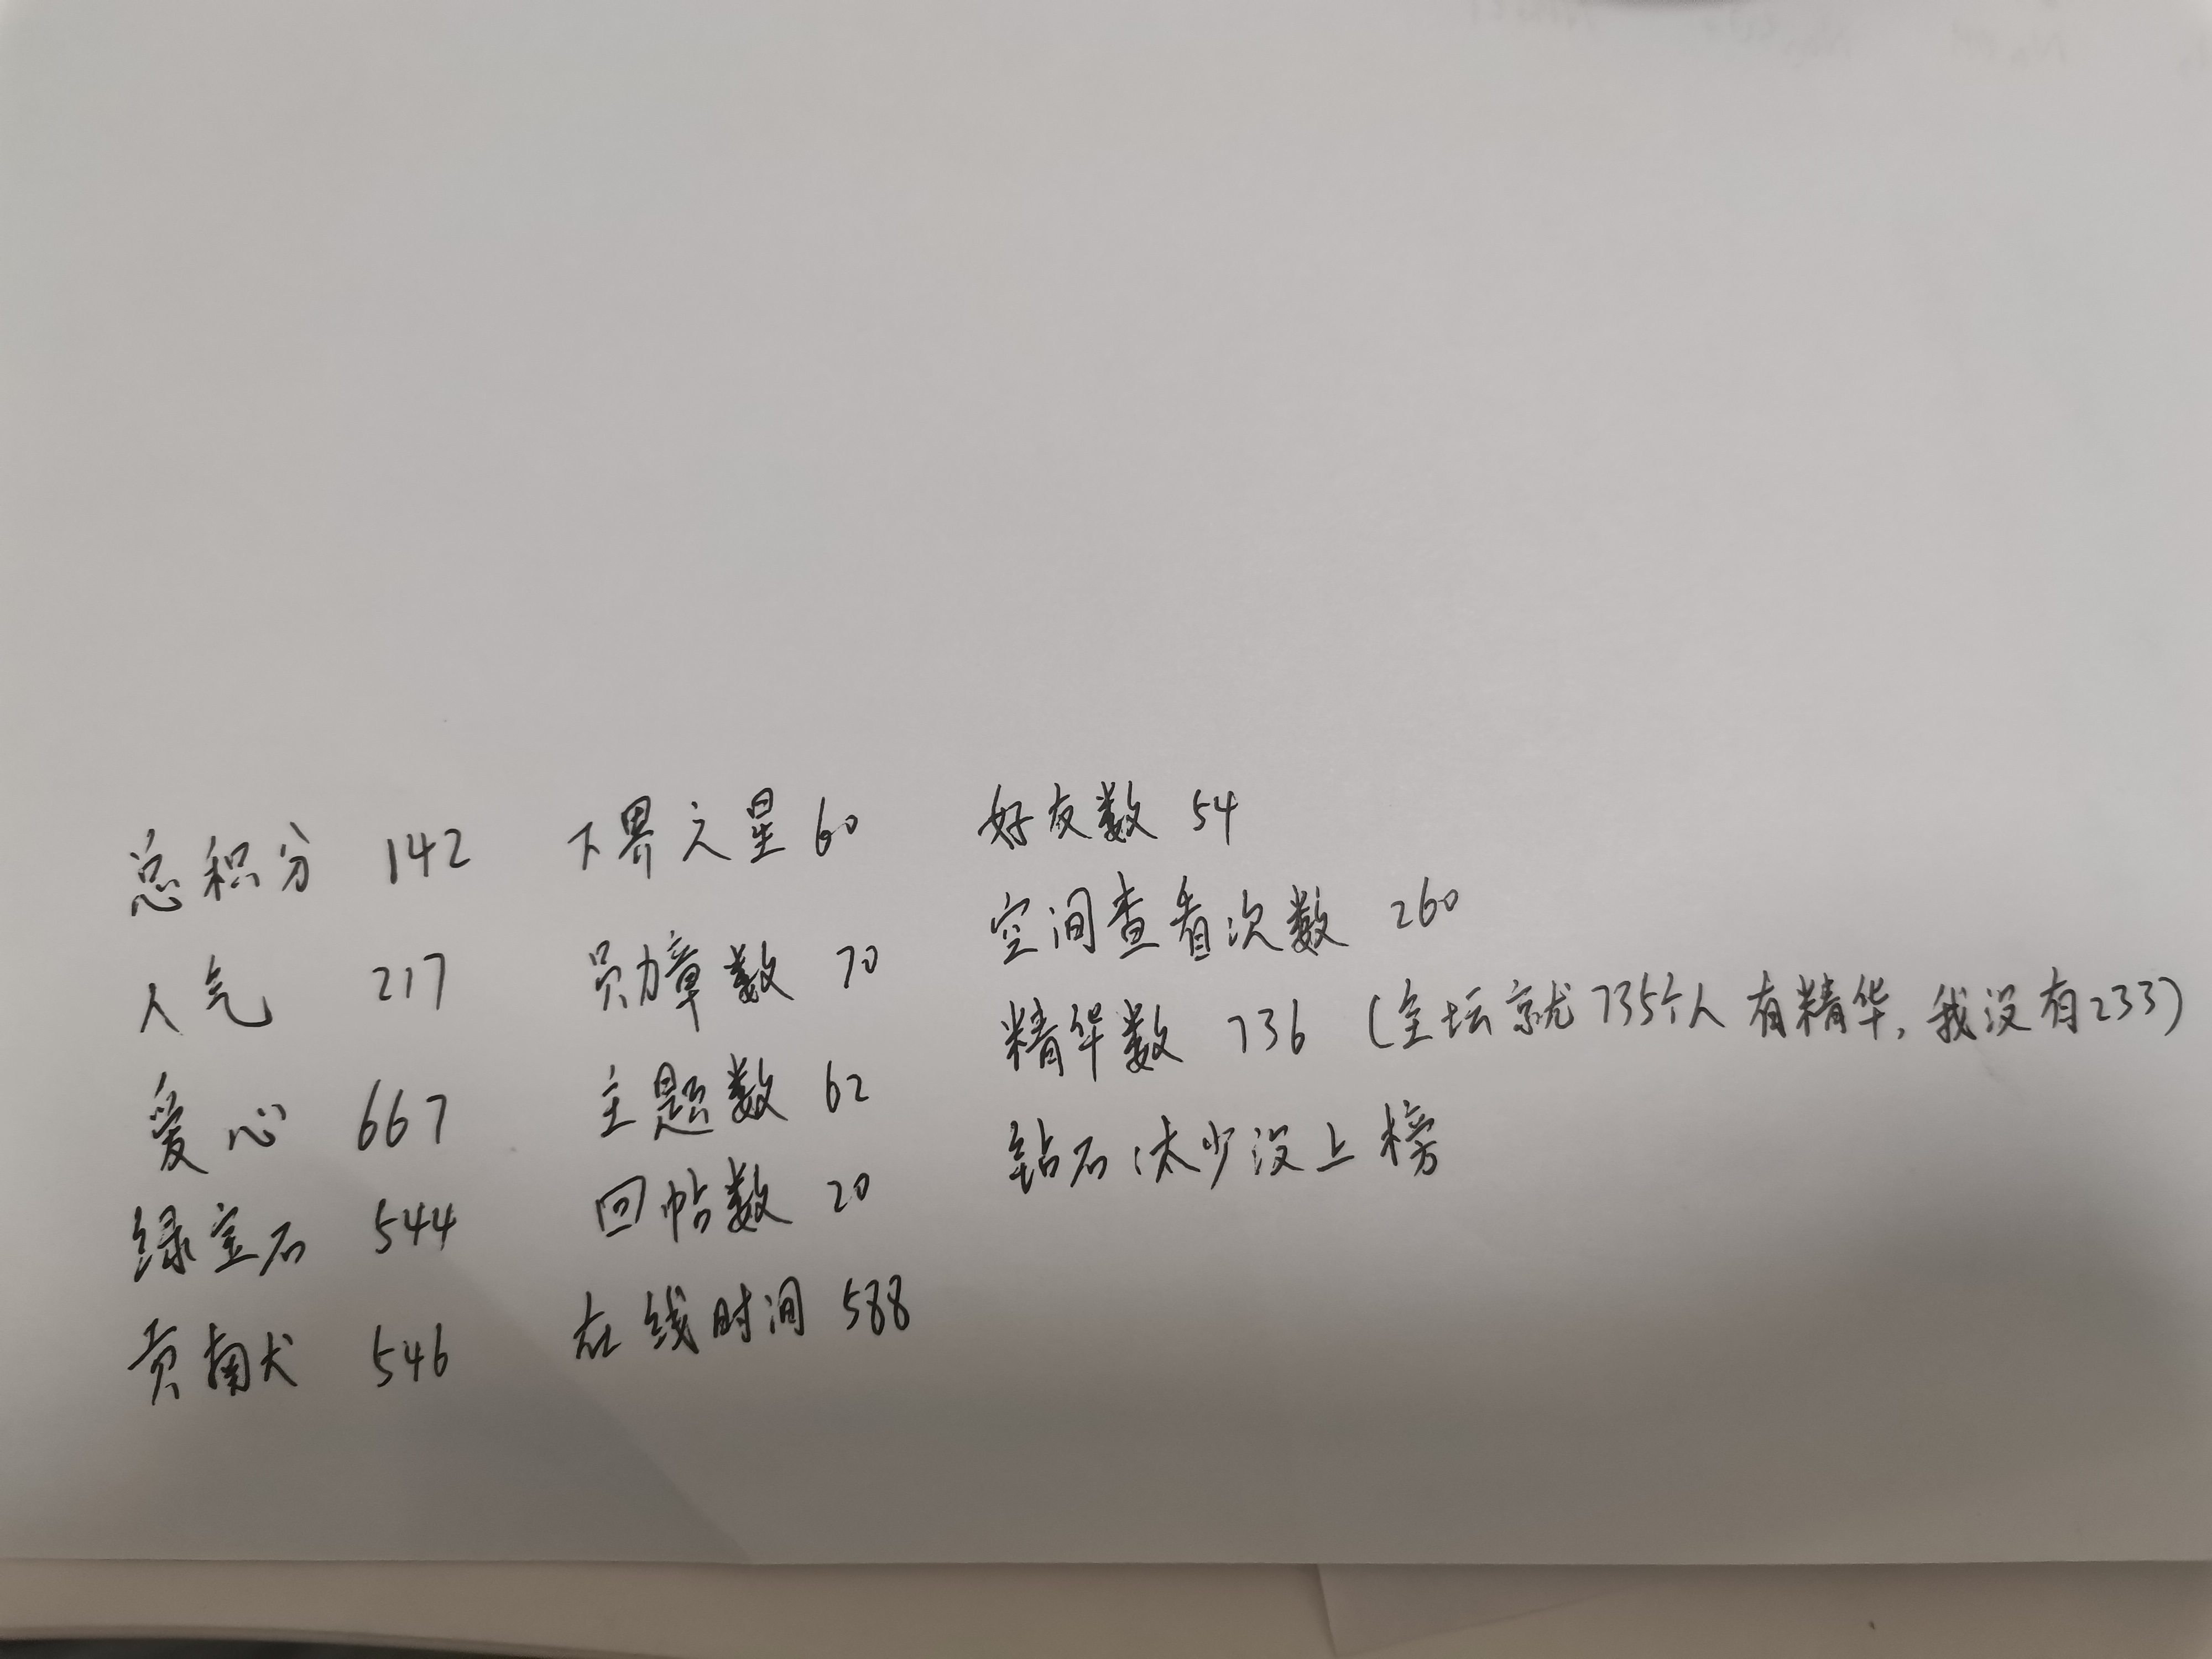 总积分 142
人气 217
爱心 667
绿宝石 544
贡献 546
下界之星 60
勋章数 70
主题数 62
回帖数 20
在线时间 588
好友数 54
空间查看次数 260
精华数 736 (全坛就735个人有精华,我没有233)
钻石:太少没上榜